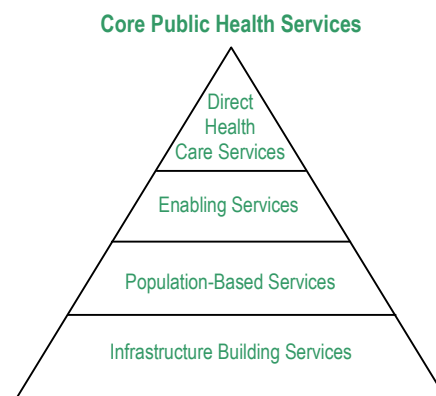 Core Public Health Services
Direct
Health
Care Services
Enabling Services
Population-Based Services
Infrastructure Building Services